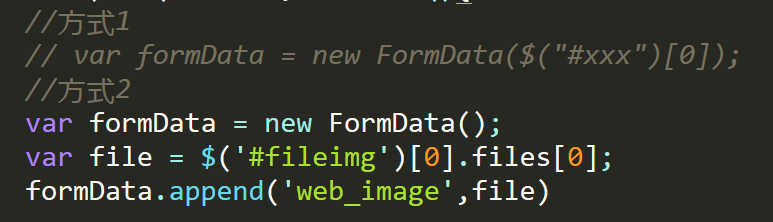 //方式1
// var formData = new FormData($("#xxx")[0]);
//方式2
var formData = new FormData();
var file = $('#fileimg')[0].files[0];
formData.append('web_image',file)